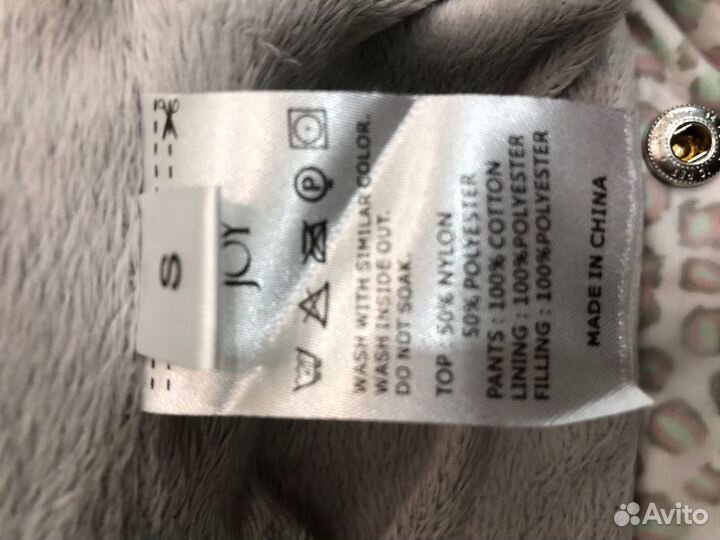 S
JOY
P
WASH WITH SIMILAR COLOR.
WASH INSIDE OUT.
DO NOT SOAK.
TOP : 50% NYLON
50% POLYESTER
PANTS : 100% COTTON
LINING : 100%POLYESTER
FILLING : 100%POLYESTER
MADE IN CHINA
Avito